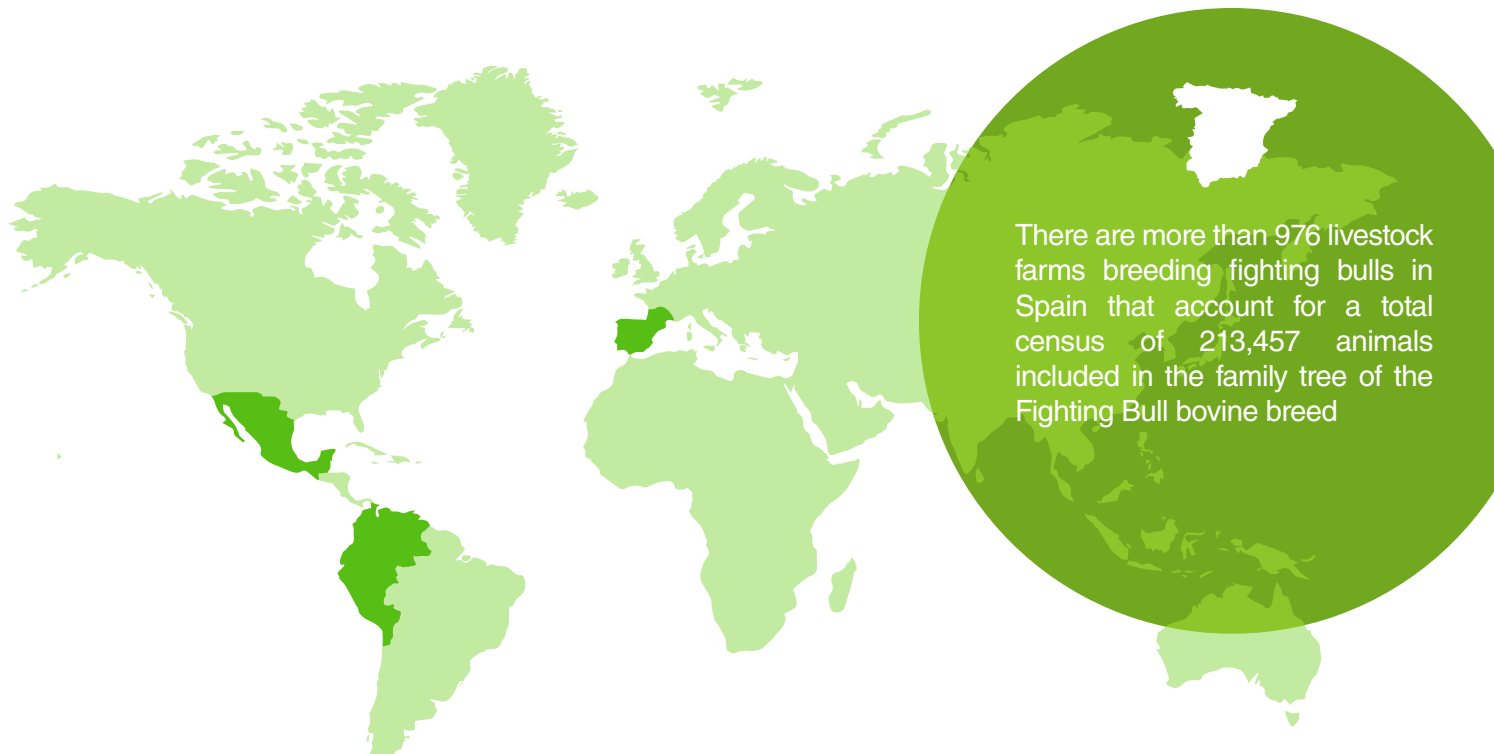 There are more than 976 livestock
farms breeding fighting bulls in
Spain that account for a total
census of 213,457 animals
included in the family tree of the
Fighting Bull bovine breed